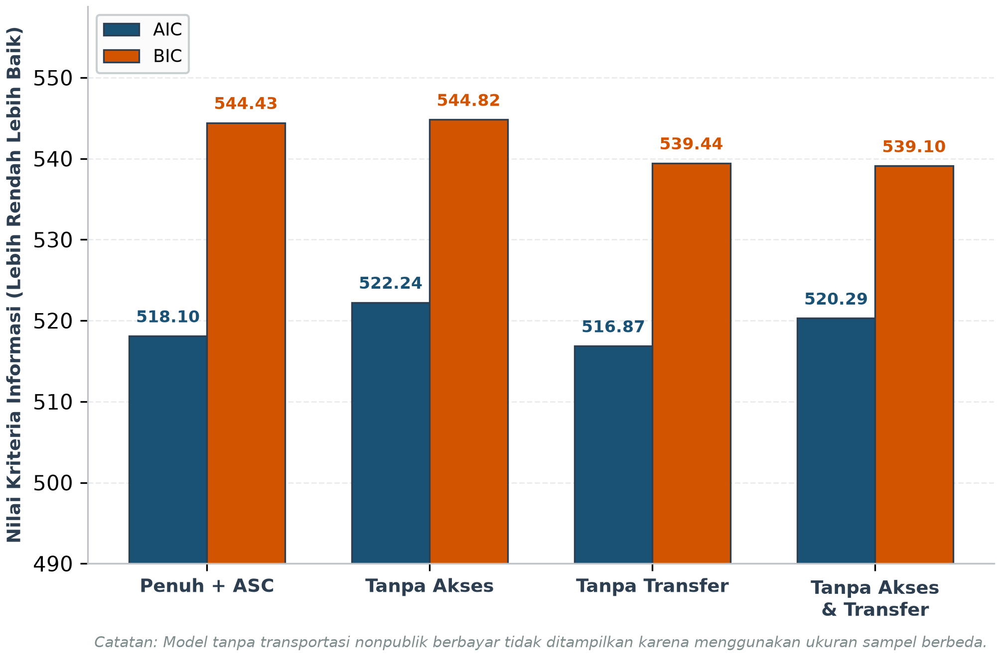 Nilai Kriteria Informasi (Lebih Rendah Lebih Baik)
AIC
BIC
550
540
530
520
510
500
490
518.10
544.43
522.24
544.82
516.87
539.44
520.29
539.10
Penuh + ASC
Tanpa Akses
Tanpa Transfer
Tanpa Akses
& Transfer
Catatan: Model tanpa transportasi nonpublik berbayar tidak ditampilkan karena menggunakan ukuran sampel berbeda.